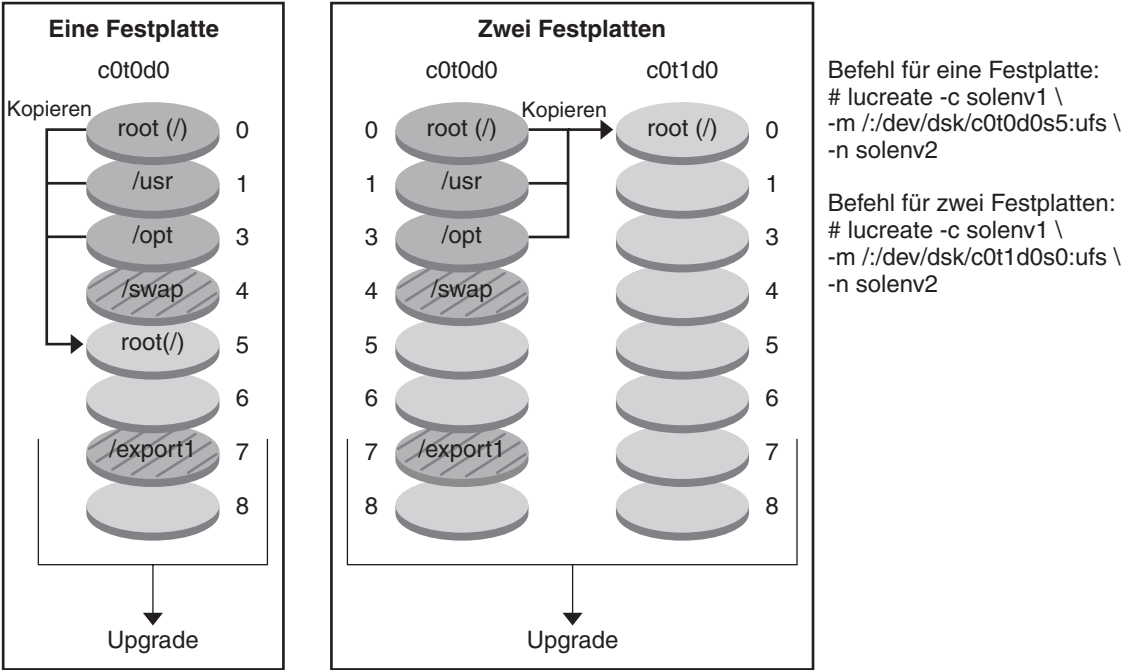 Eine Festplatte
c0t0d0
Kopieren
root (/) 0
/usr 1
/opt 3
/swap 4
root(/) 5
6
/export1 7
8
Upgrade
Zwei Festplatten
c0t0d0 c0t1d0
Kopieren
0 root (/) root (/) 0
1 /usr 1
3 /opt 3
4 /swap 4
5 5
6 6
7 /export1 7
8 8
Upgrade
Befehl für eine Festplatte:
# lucreate -c solenv1 \
-m /:/dev/dsk/c0t0d0s5:ufs \
-n solenv2
Befehl für zwei Festplatten:
# lucreate -c solenv1 \
-m /:/dev/dsk/c0t1d0s0:ufs \
-n solenv2